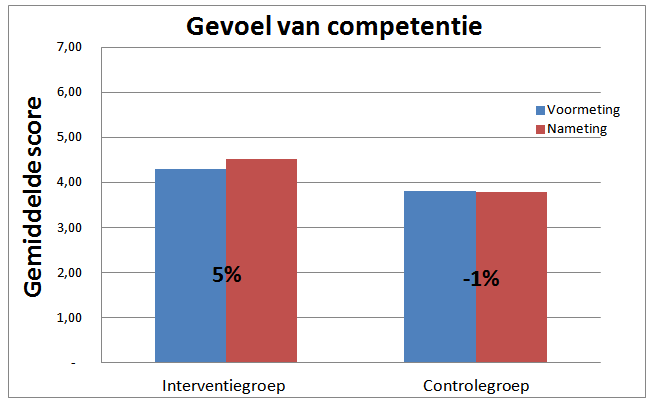 Gevoel van competentie
Gemiddelde score
7,00
6,00
5,00
4,00
3,00
2,00
1,00
-
Voormeting
Nameting
5%
-1%
Interventiegroep
Controlegroep